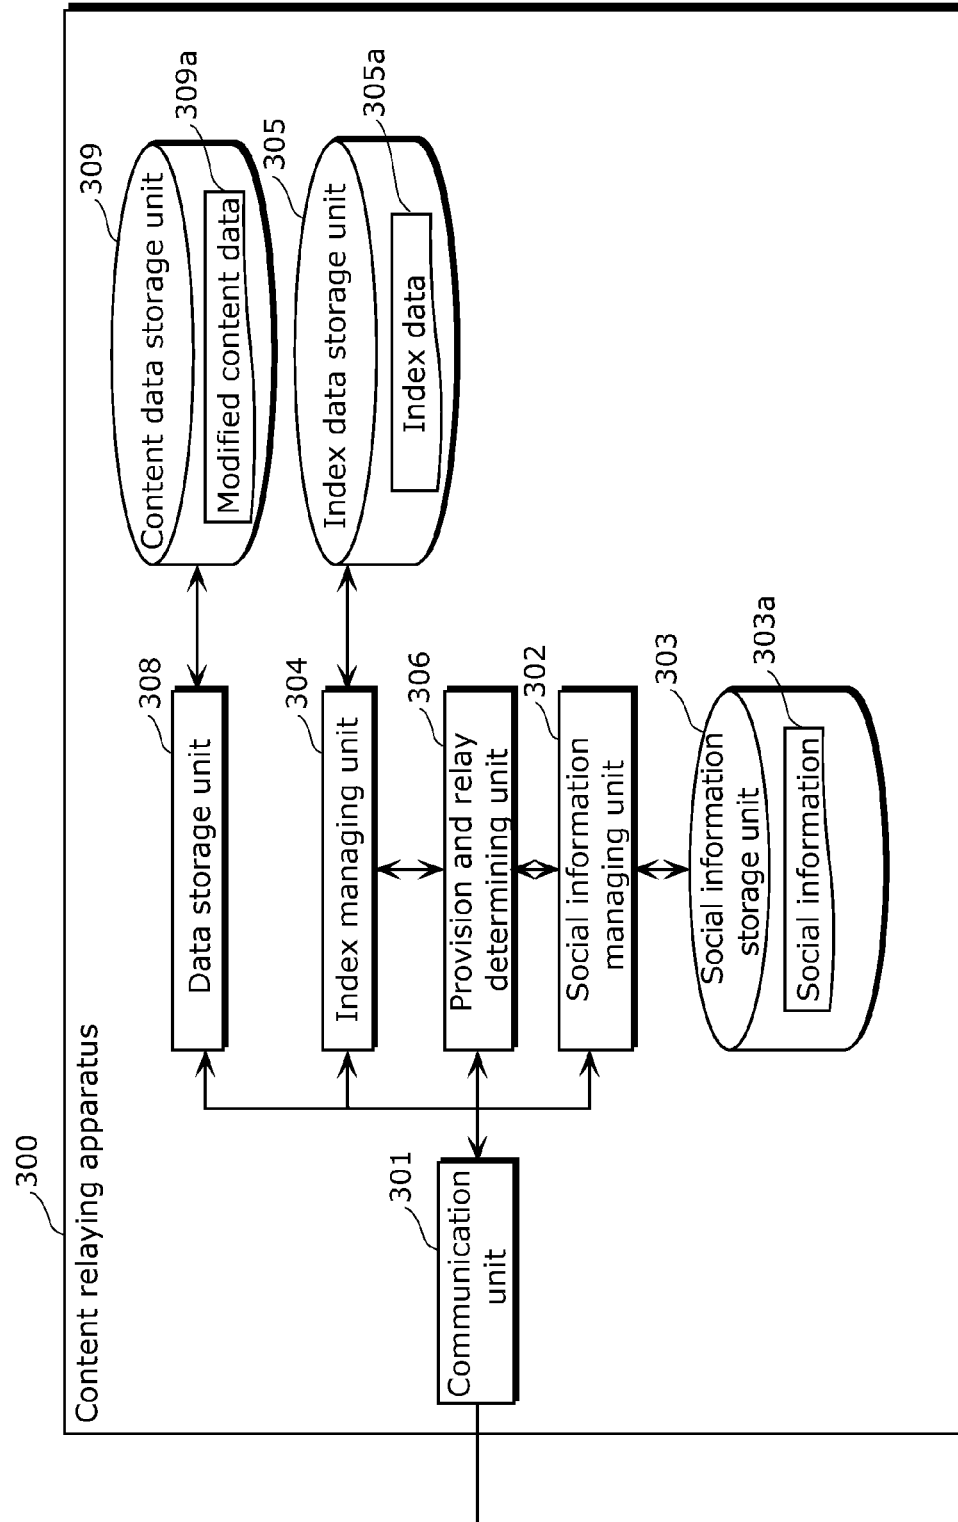 300
Content relaying apparatus
301
Communication
unit
308
Data storage unit
309
Content data storage unit
309a
Modified content data
304
Index managing unit
305
Index data storage unit
305a
Index data
306
Provision and relay
determining unit
302
Social information
managing unit
303
Social information
storage unit
303a
Social information